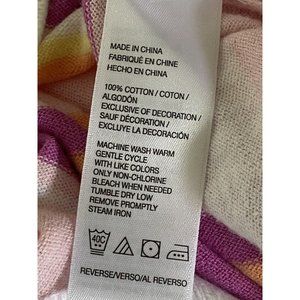 MADE IN CHINA
FABRIQUÉ EN CHINE
HECHO EN CHINA
100% COTTON / COTON /
ALGODÓN
EXCLUSIVE OF DECORATION /
SAUF DÉCORATION /
EXCLUYE LA DECORACIÓN
MACHINE WASH WARM
GENTLE CYCLE
WITH LIKE COLORS
ONLY NON-CHLORINE
BLEACH WHEN NEEDED
TUMBLE DRY LOW
REMOVE PROMPTLY
STEAM IRON
40C
REVERSE/VERSO/AL REVERSO